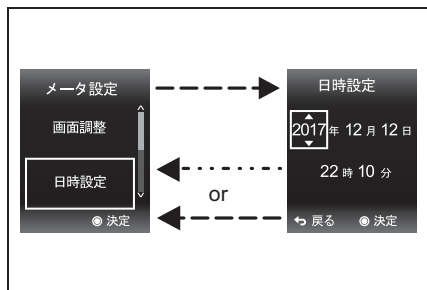 メータ設定
画面調整
日時設定
◉ 決定
or
日時設定
2017年 12 月 12 日
22 時 10 分
戻る ◉ 決定